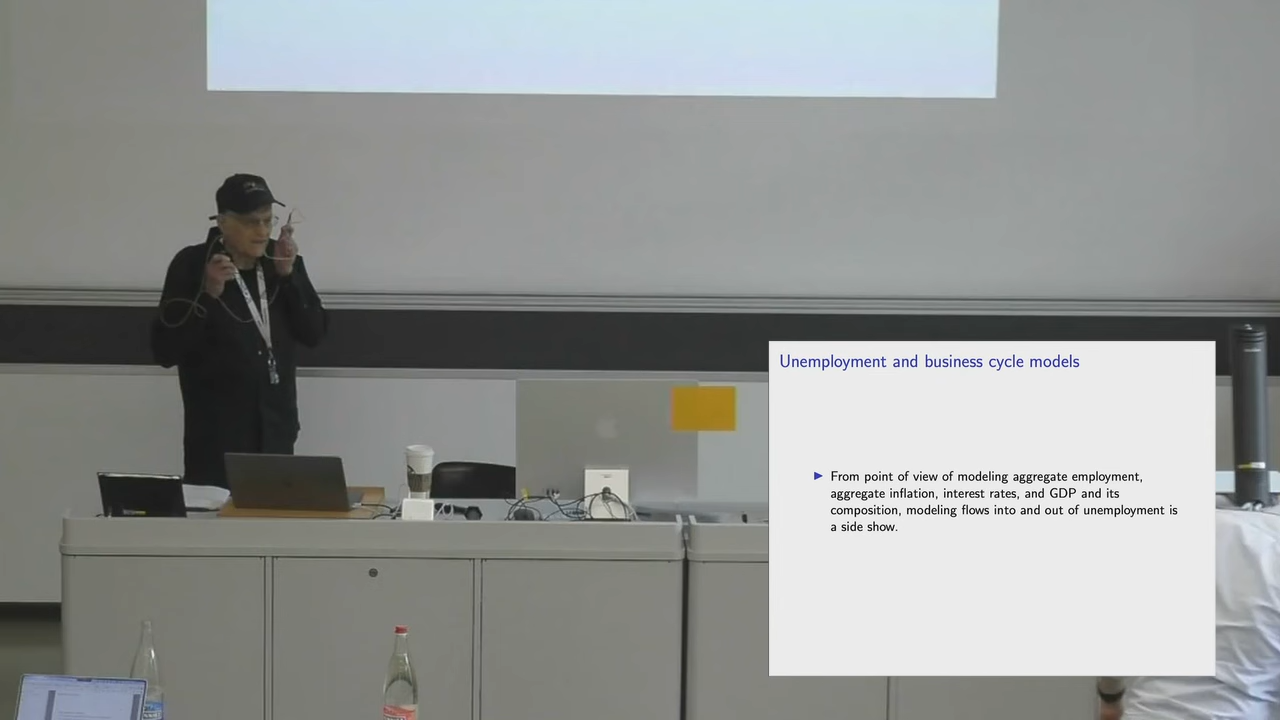 Unemployment and business cycle models
► From point of view of modeling aggregate employment,
aggregate inflation, interest rates, and GDP and its
composition, modeling flows into and out of unemployment is
a side show.